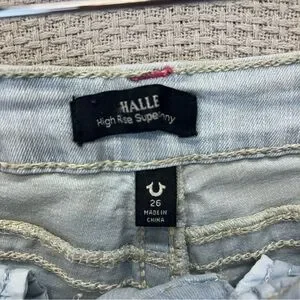 HALLE
High Rise Super Skinny
26
MADE IN
CHINA